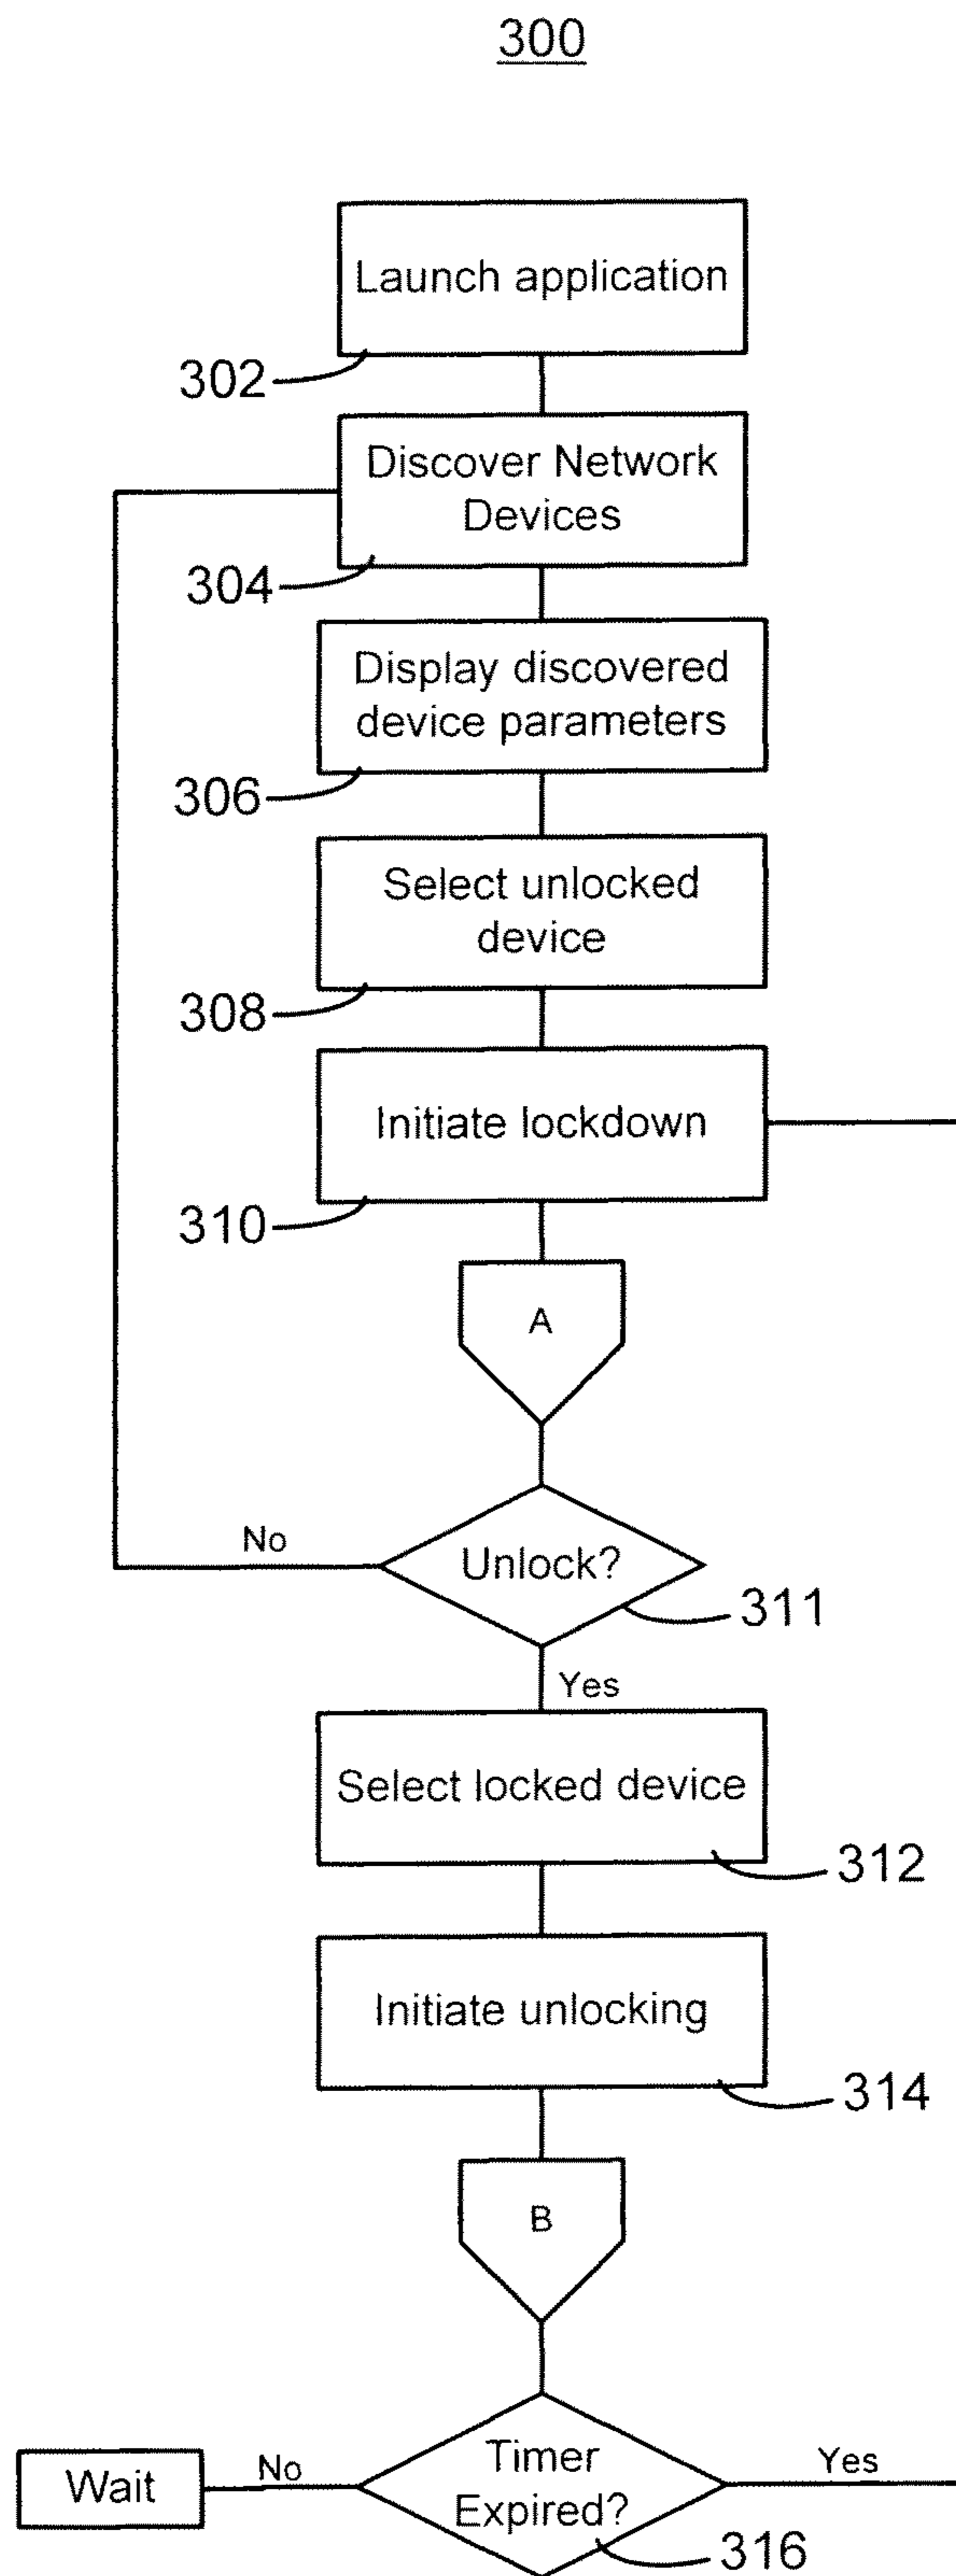 300
Launch application
302
Discover Network
Devices
304
Display discovered
device parameters
306
Select unlocked
device
308
Initiate lockdown
310
A
No
Unlock?
311
Yes
Select locked device
312
Initiate unlocking
314
B
Wait
No
Timer
Expired?
Yes
316